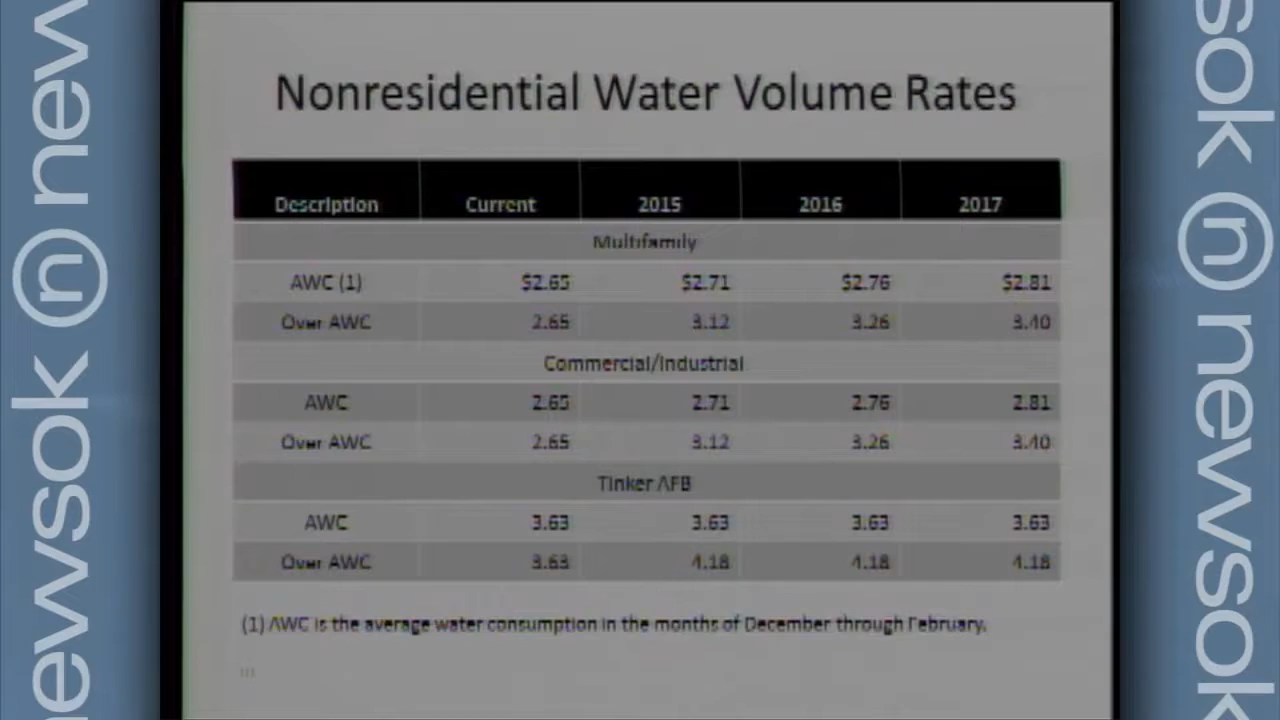 Nonresidential Water Volume Rates
Description Current 2015 2016 2017
Multifamily
AWC (1) $2.65 $2.71 $2.76 $2.81
Over AWC 2.65 3.12 3.26 3.40
Commercial/Industrial
AWC 2.65 2.71 2.76 2.81
Over AWC 2.65 3.12 3.26 3.40
Tinker AFB
AWC 3.63 3.63 3.63 3.63
Over AWC 3.63 4.18 4.18 4.18
(1) AWC is the average water consumption in the months of December through February.
newsok n new
sok n newsok